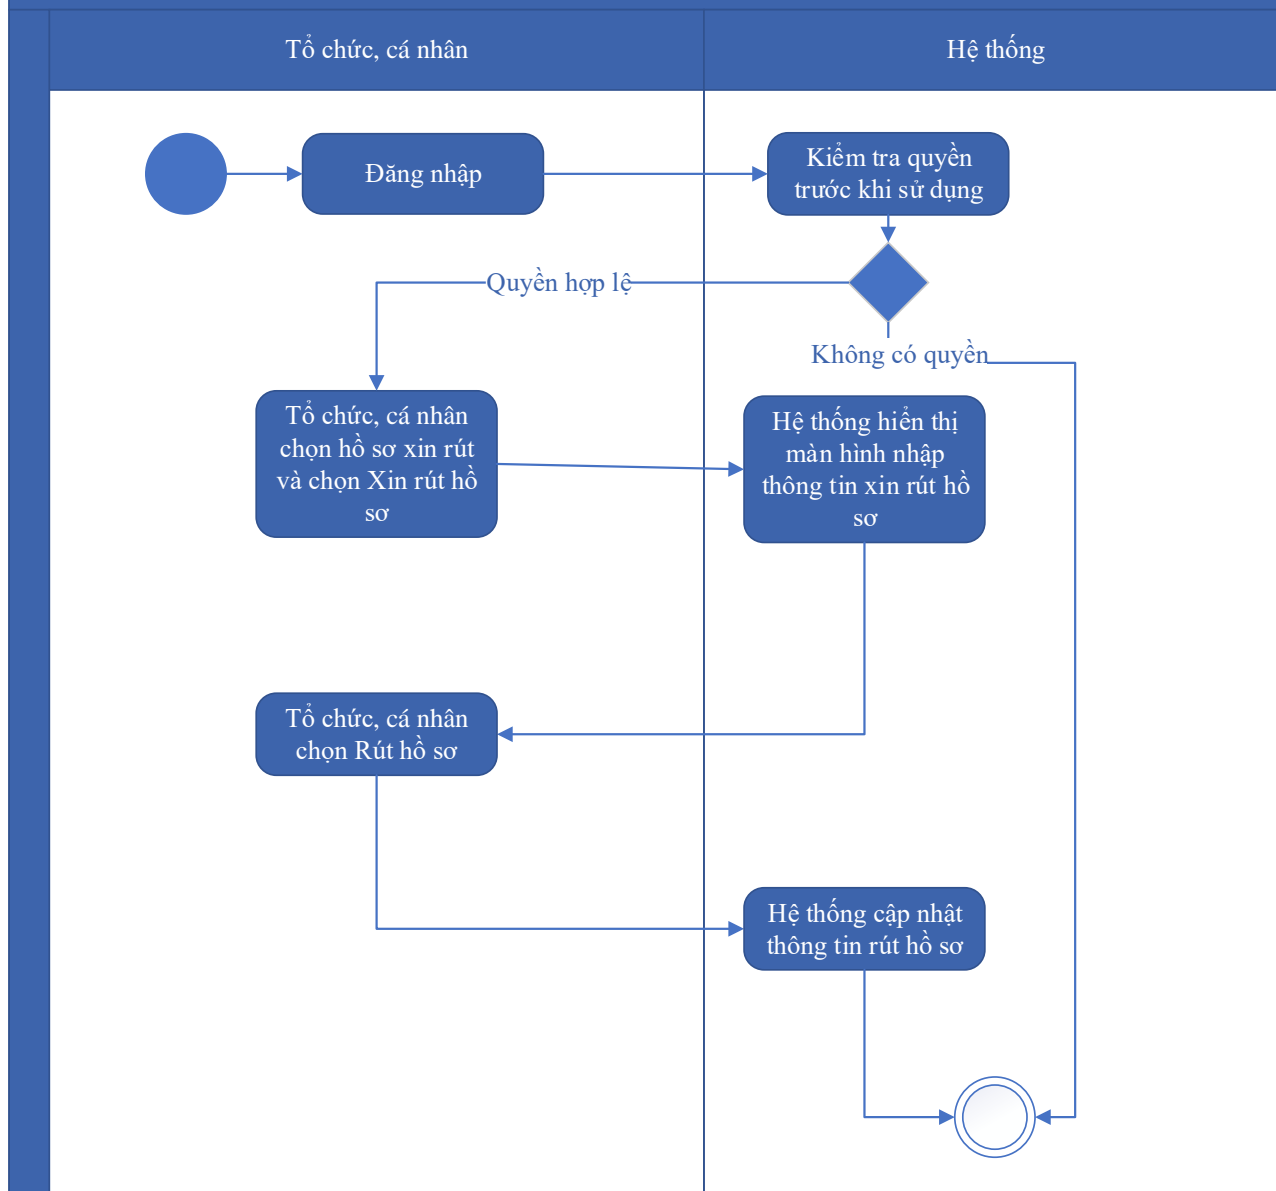 Tổ chức, cá nhân
Hệ thống
Đăng nhập
Kiểm tra quyền
trước khi sử dụng
Quyền hợp lệ
Không có quyền
Tổ chức, cá nhân
chọn hồ sơ xin rút
và chọn Xin rút hồ
sơ
Hệ thống hiển thị
màn hình nhập
thông tin xin rút hồ
sơ
Tổ chức, cá nhân
chọn Rút hồ sơ
Hệ thống cập nhật
thông tin rút hồ sơ